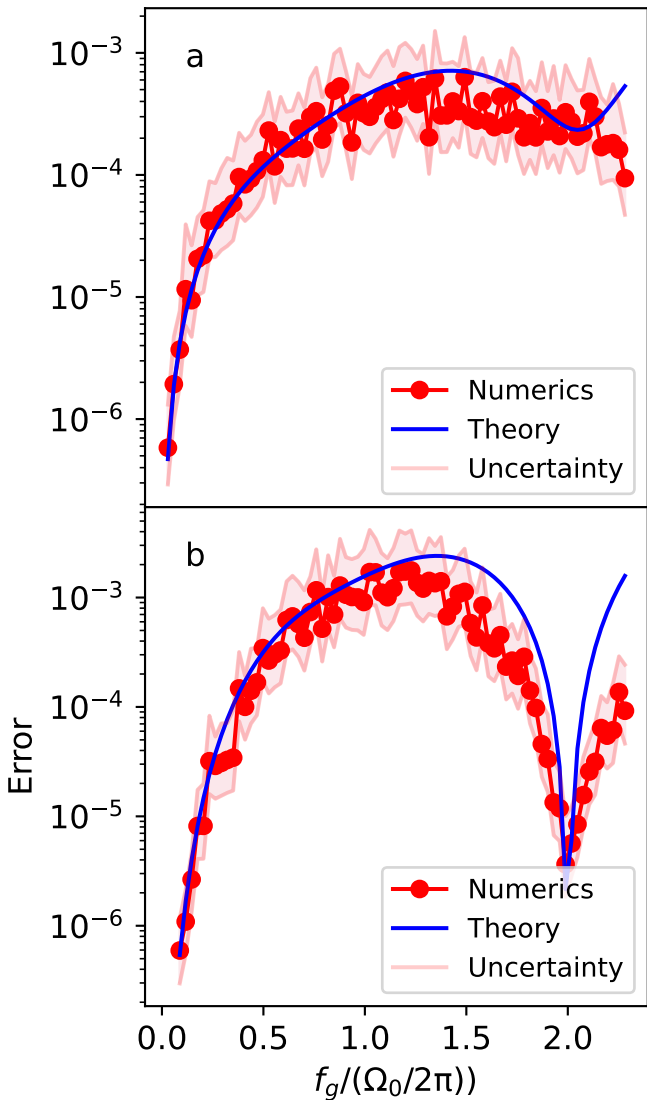 a
10⁻³
10⁻⁴
10⁻⁵
10⁻⁶
Numerics
Theory
Uncertainty
b
10⁻³
10⁻⁴
10⁻⁵
10⁻⁶
Error
Numerics
Theory
Uncertainty
0.0 0.5 1.0 1.5 2.0
f_g/(Ω₀/2π))